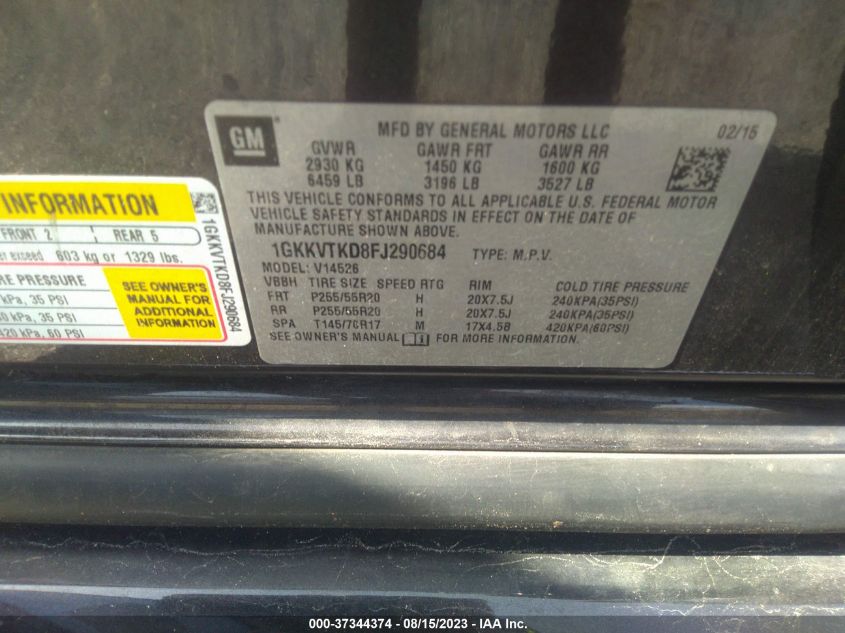 GM
MFD BY GENERAL MOTORS LLC 02/15
GVWR GAWR FRT GAWR RR
2930 KG 1450 KG 1600 KG
6459 LB 3196 LB 3527 LB
THIS VEHICLE CONFORMS TO ALL APPLICABLE U.S. FEDERAL MOTOR
VEHICLE SAFETY STANDARDS IN EFFECT ON THE DATE OF
MANUFACTURE SHOWN ABOVE.
1GKKVTKD8FJ290684 TYPE: M.P.V.
MODEL: V14526
VBBH TIRE SIZE SPEED RTG RIM COLD TIRE PRESSURE
FRT P255/55R20 H 20X7.5J 240KPA(35PSI)
RR P255/55R20 H 20X7.5J 240KPA(35PSI)
SPA T145/70R17 M 17X4.5B 420KPA(60PSI)
SEE OWNER'S MANUAL FOR MORE INFORMATION.
INFORMATION
FRONT 2 REAR 5
exceed 603 kg or 1329 lbs.
PRESSURE
kPa, 35 PSI
kPa, 35 PSI
420 kPa, 60 PSI
SEE OWNER'S
MANUAL FOR
ADDITIONAL
INFORMATION
1GKKVTKD8FJ290684
000-37344374 - 08/15/2023 - IAA Inc.